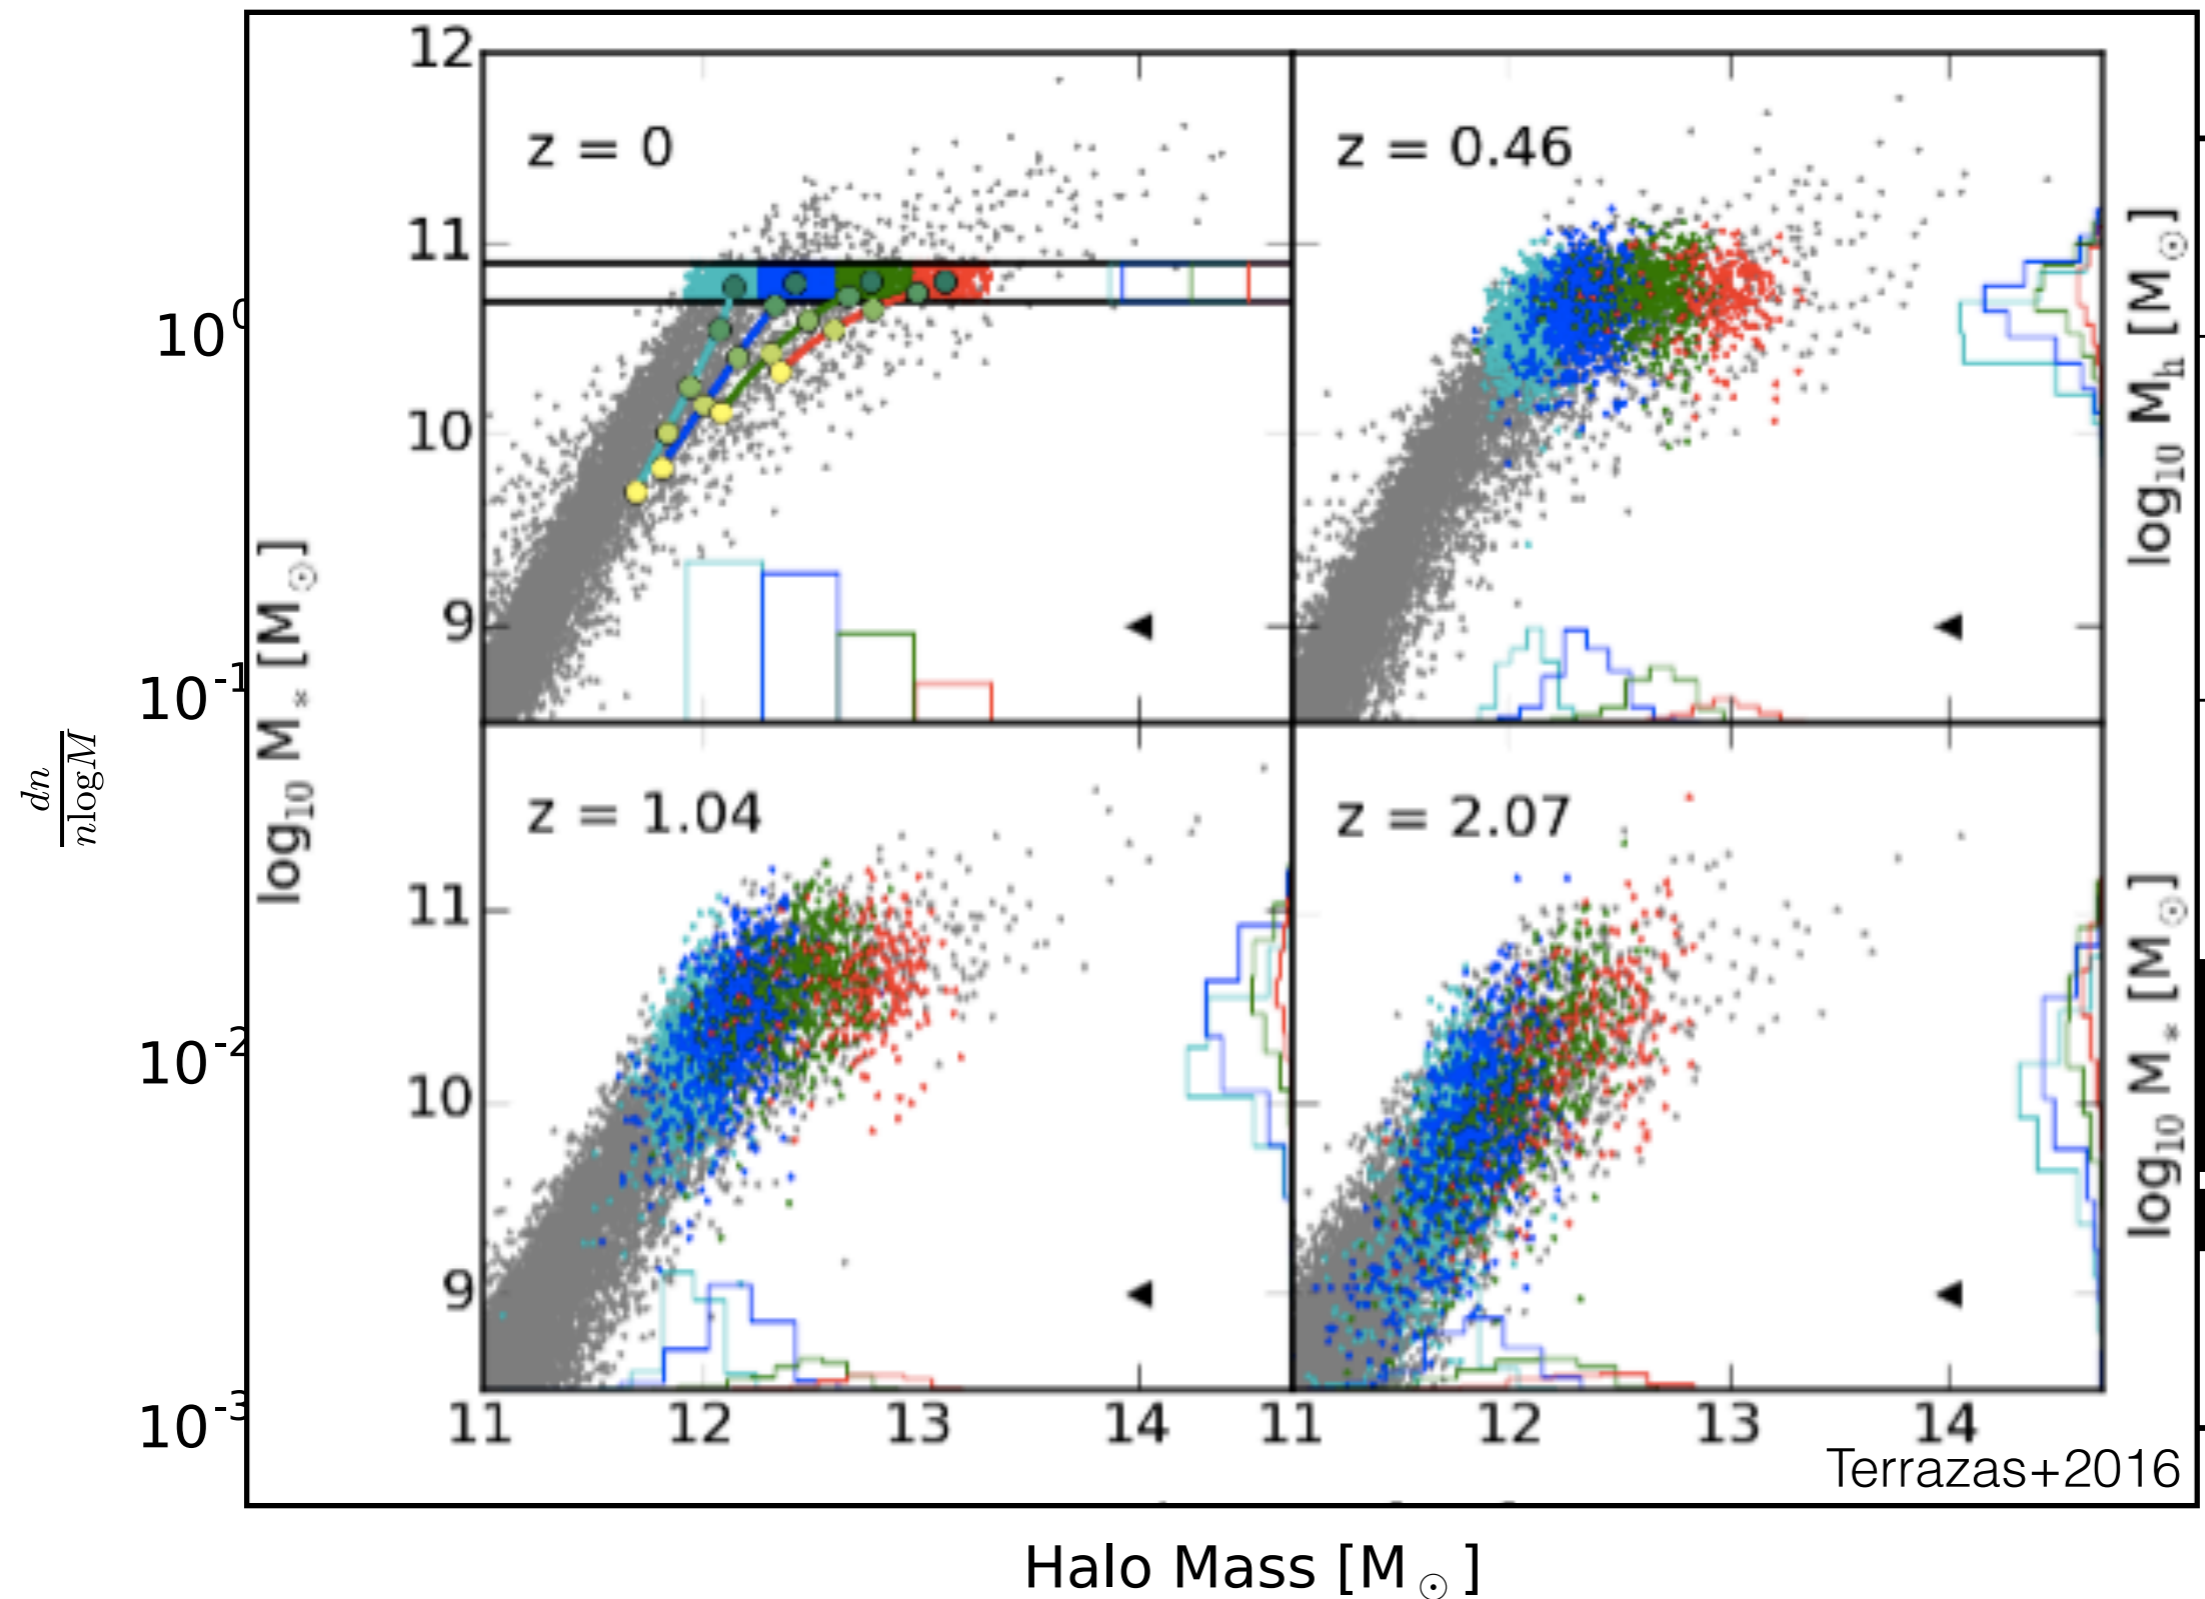 12
z = 0
z = 0.46
11
10⁰
10
log₁₀ M* [M☉]
log₁₀ Mₕ [M☉]
9
10⁻¹
dn
nlogM
z = 1.04
z = 2.07
11
10
10⁻²
log₁₀ M* [M☉]
9
10⁻³
11
12
13
14
11
12
13
14
Terrazas+2016
Halo Mass [M☉]